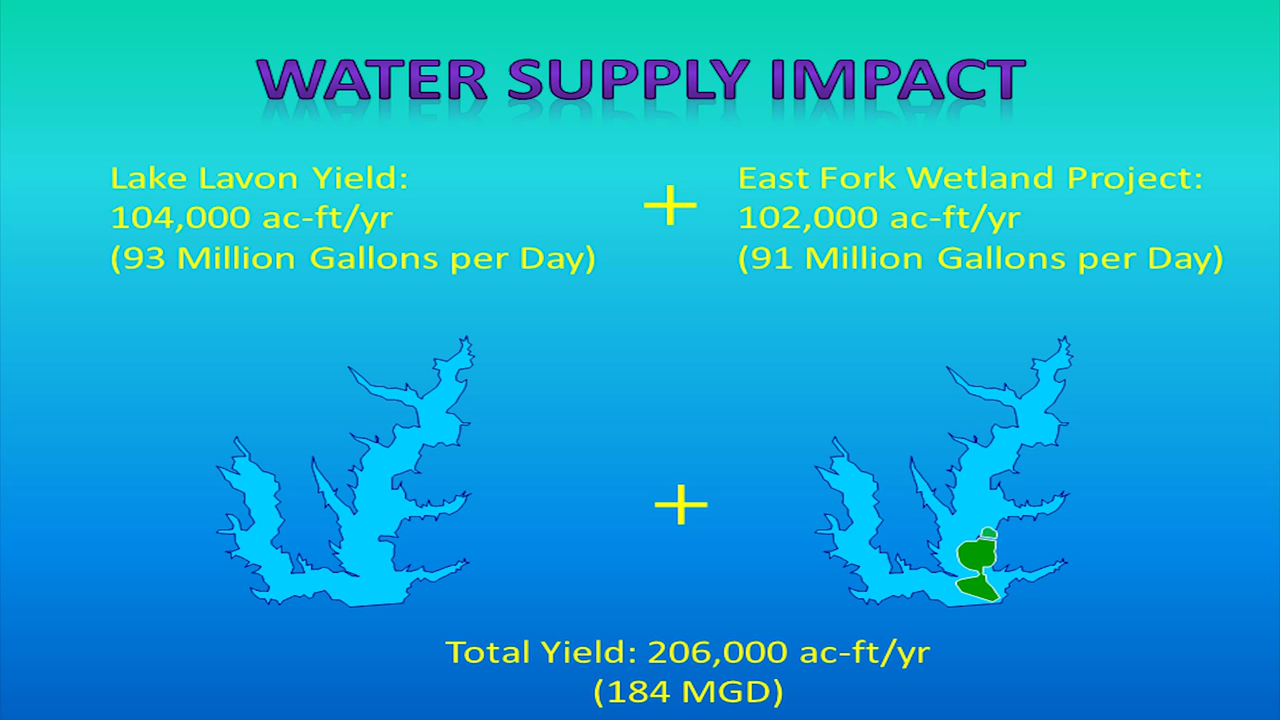 WATER SUPPLY IMPACT
Lake Lavon Yield:
104,000 ac-ft/yr
(93 Million Gallons per Day)
+
East Fork Wetland Project:
102,000 ac-ft/yr
(91 Million Gallons per Day)
+
Total Yield: 206,000 ac-ft/yr
(184 MGD)